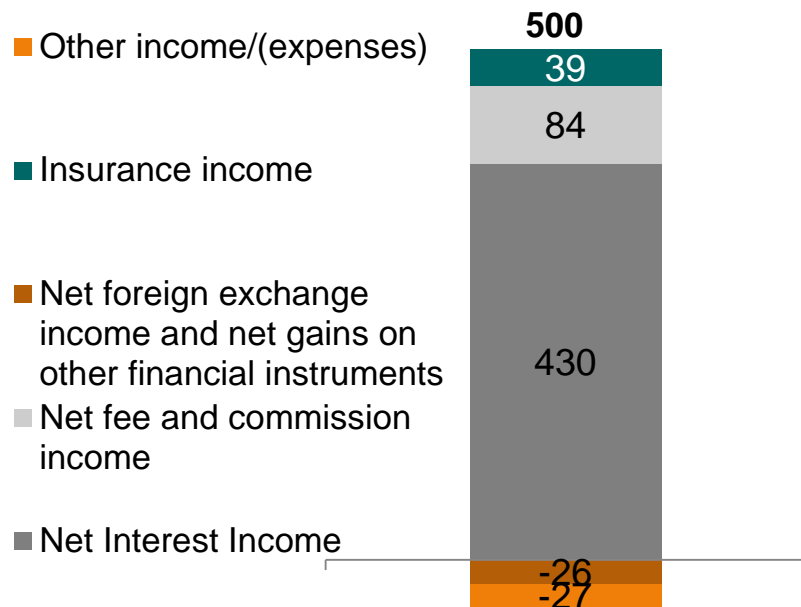 Other income/(expenses)
Insurance income
Net foreign exchange
income and net gains on
other financial instruments
Net fee and commission
income
Net Interest Income
500
39
84
430
-26
-27